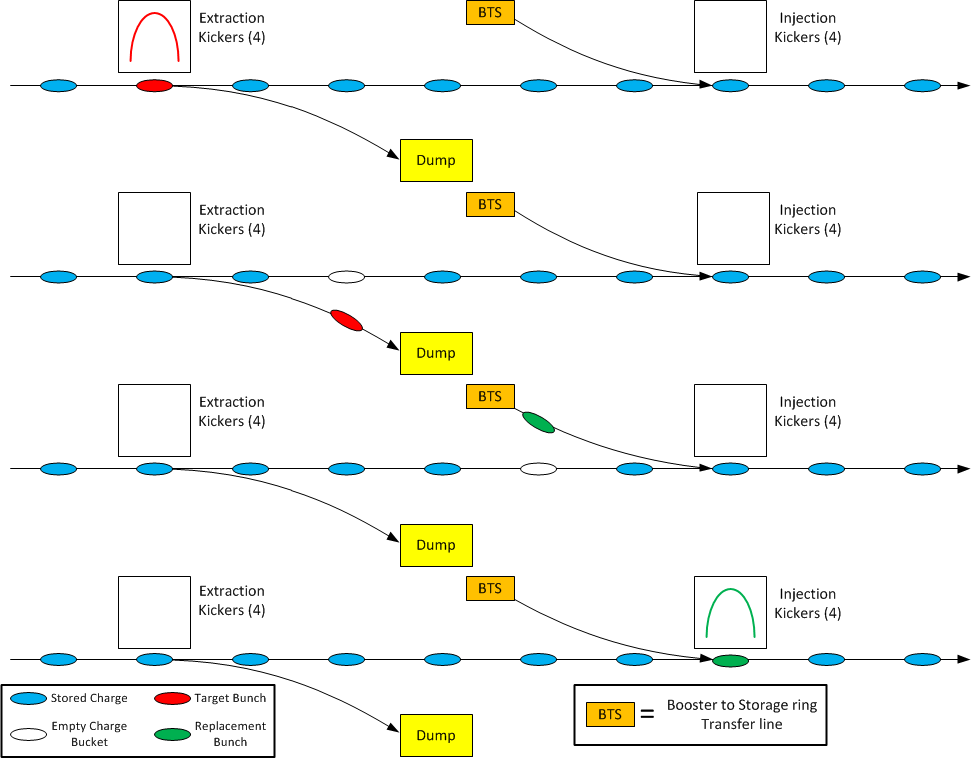 Extraction
Kickers (4)
BTS
Injection
Kickers (4)
Dump
Extraction
Kickers (4)
BTS
Injection
Kickers (4)
Dump
Extraction
Kickers (4)
BTS
Injection
Kickers (4)
Dump
Extraction
Kickers (4)
BTS
Injection
Kickers (4)
Dump
Stored Charge
Target Bunch
Empty Charge
Bucket
Replacement
Bunch
BTS = Booster to Storage ring
Transfer line